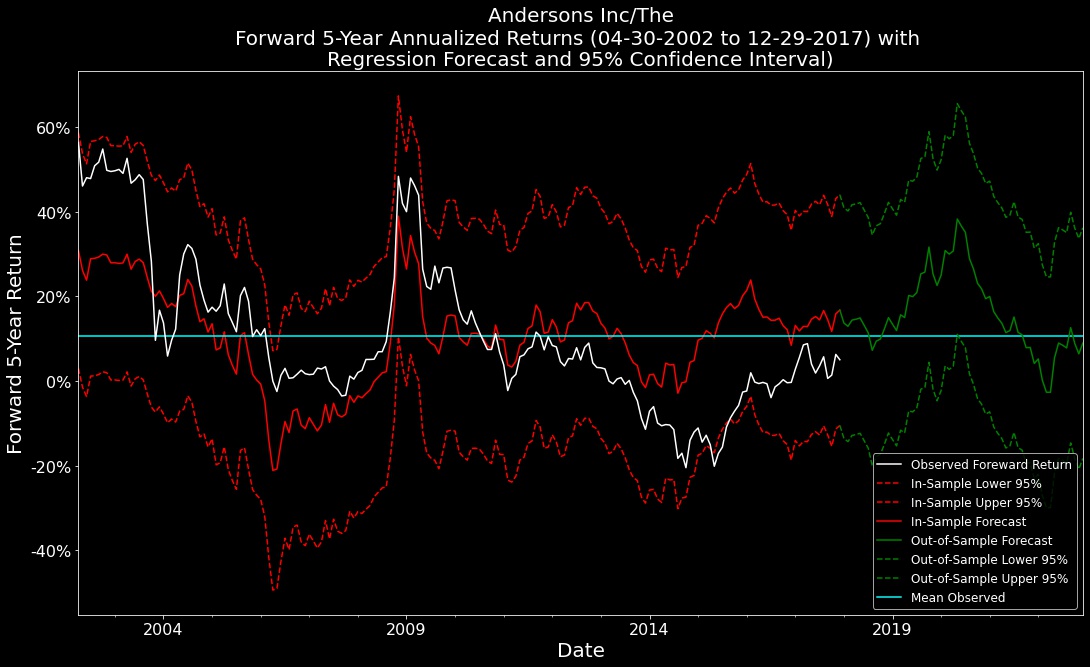 Andersons Inc/The
Forward 5-Year Annualized Returns (04-30-2002 to 12-29-2017) with
Regression Forecast and 95% Confidence Interval)
Forward 5-Year Return
60%
40%
20%
0%
-20%
-40%
Observed Foreward Return
In-Sample Lower 95%
In-Sample Upper 95%
In-Sample Forecast
Out-of-Sample Forecast
Out-of-Sample Lower 95%
Out-of-Sample Upper 95%
Mean Observed
2004
2009
2014
2019
Date